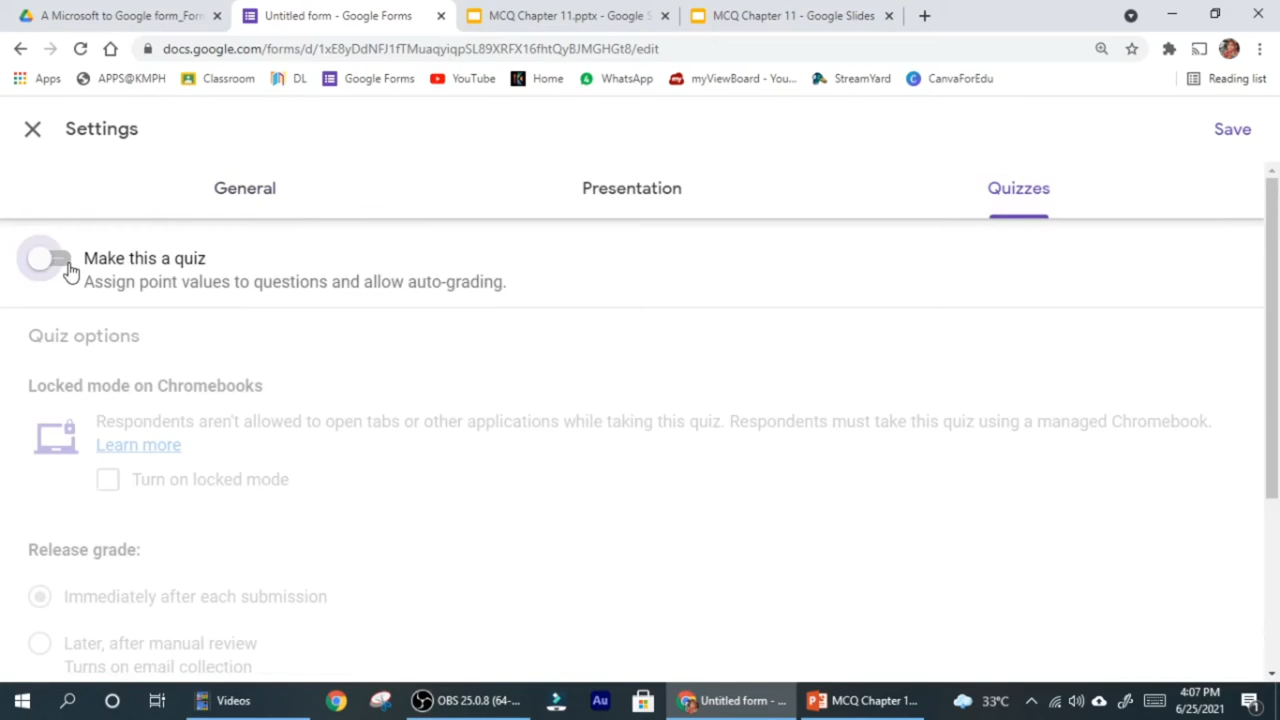 A Microsoft to Google form_Form
Untitled form - Google Forms
MCQ Chapter 11.pptx - Google S
MCQ Chapter 11 - Google Slides
docs.google.com/forms/d/1xE8yDdNFJ1fTMuaqyiqpSL89XRFX16fhtQyBJMGHGt8/edit
Apps
APPS@KMPH
Classroom
DL
Google Forms
YouTube
Home
WhatsApp
myViewBoard - You...
StreamYard
CanvaForEdu
Reading list
Settings
Save
General
Presentation
Quizzes
Make this a quiz
Assign point values to questions and allow auto-grading.
Quiz options
Locked mode on Chromebooks
Respondents aren't allowed to open tabs or other applications while taking this quiz. Respondents must take this quiz using a managed Chromebook.
Learn more
Turn on locked mode
Release grade:
Immediately after each submission
Later, after manual review
Turns on email collection
Videos
OBS 25.0.8 (64-...
Au
Untitled form - ...
MCQ Chapter 1...
33°C
4:07 PM
6/25/2021
1